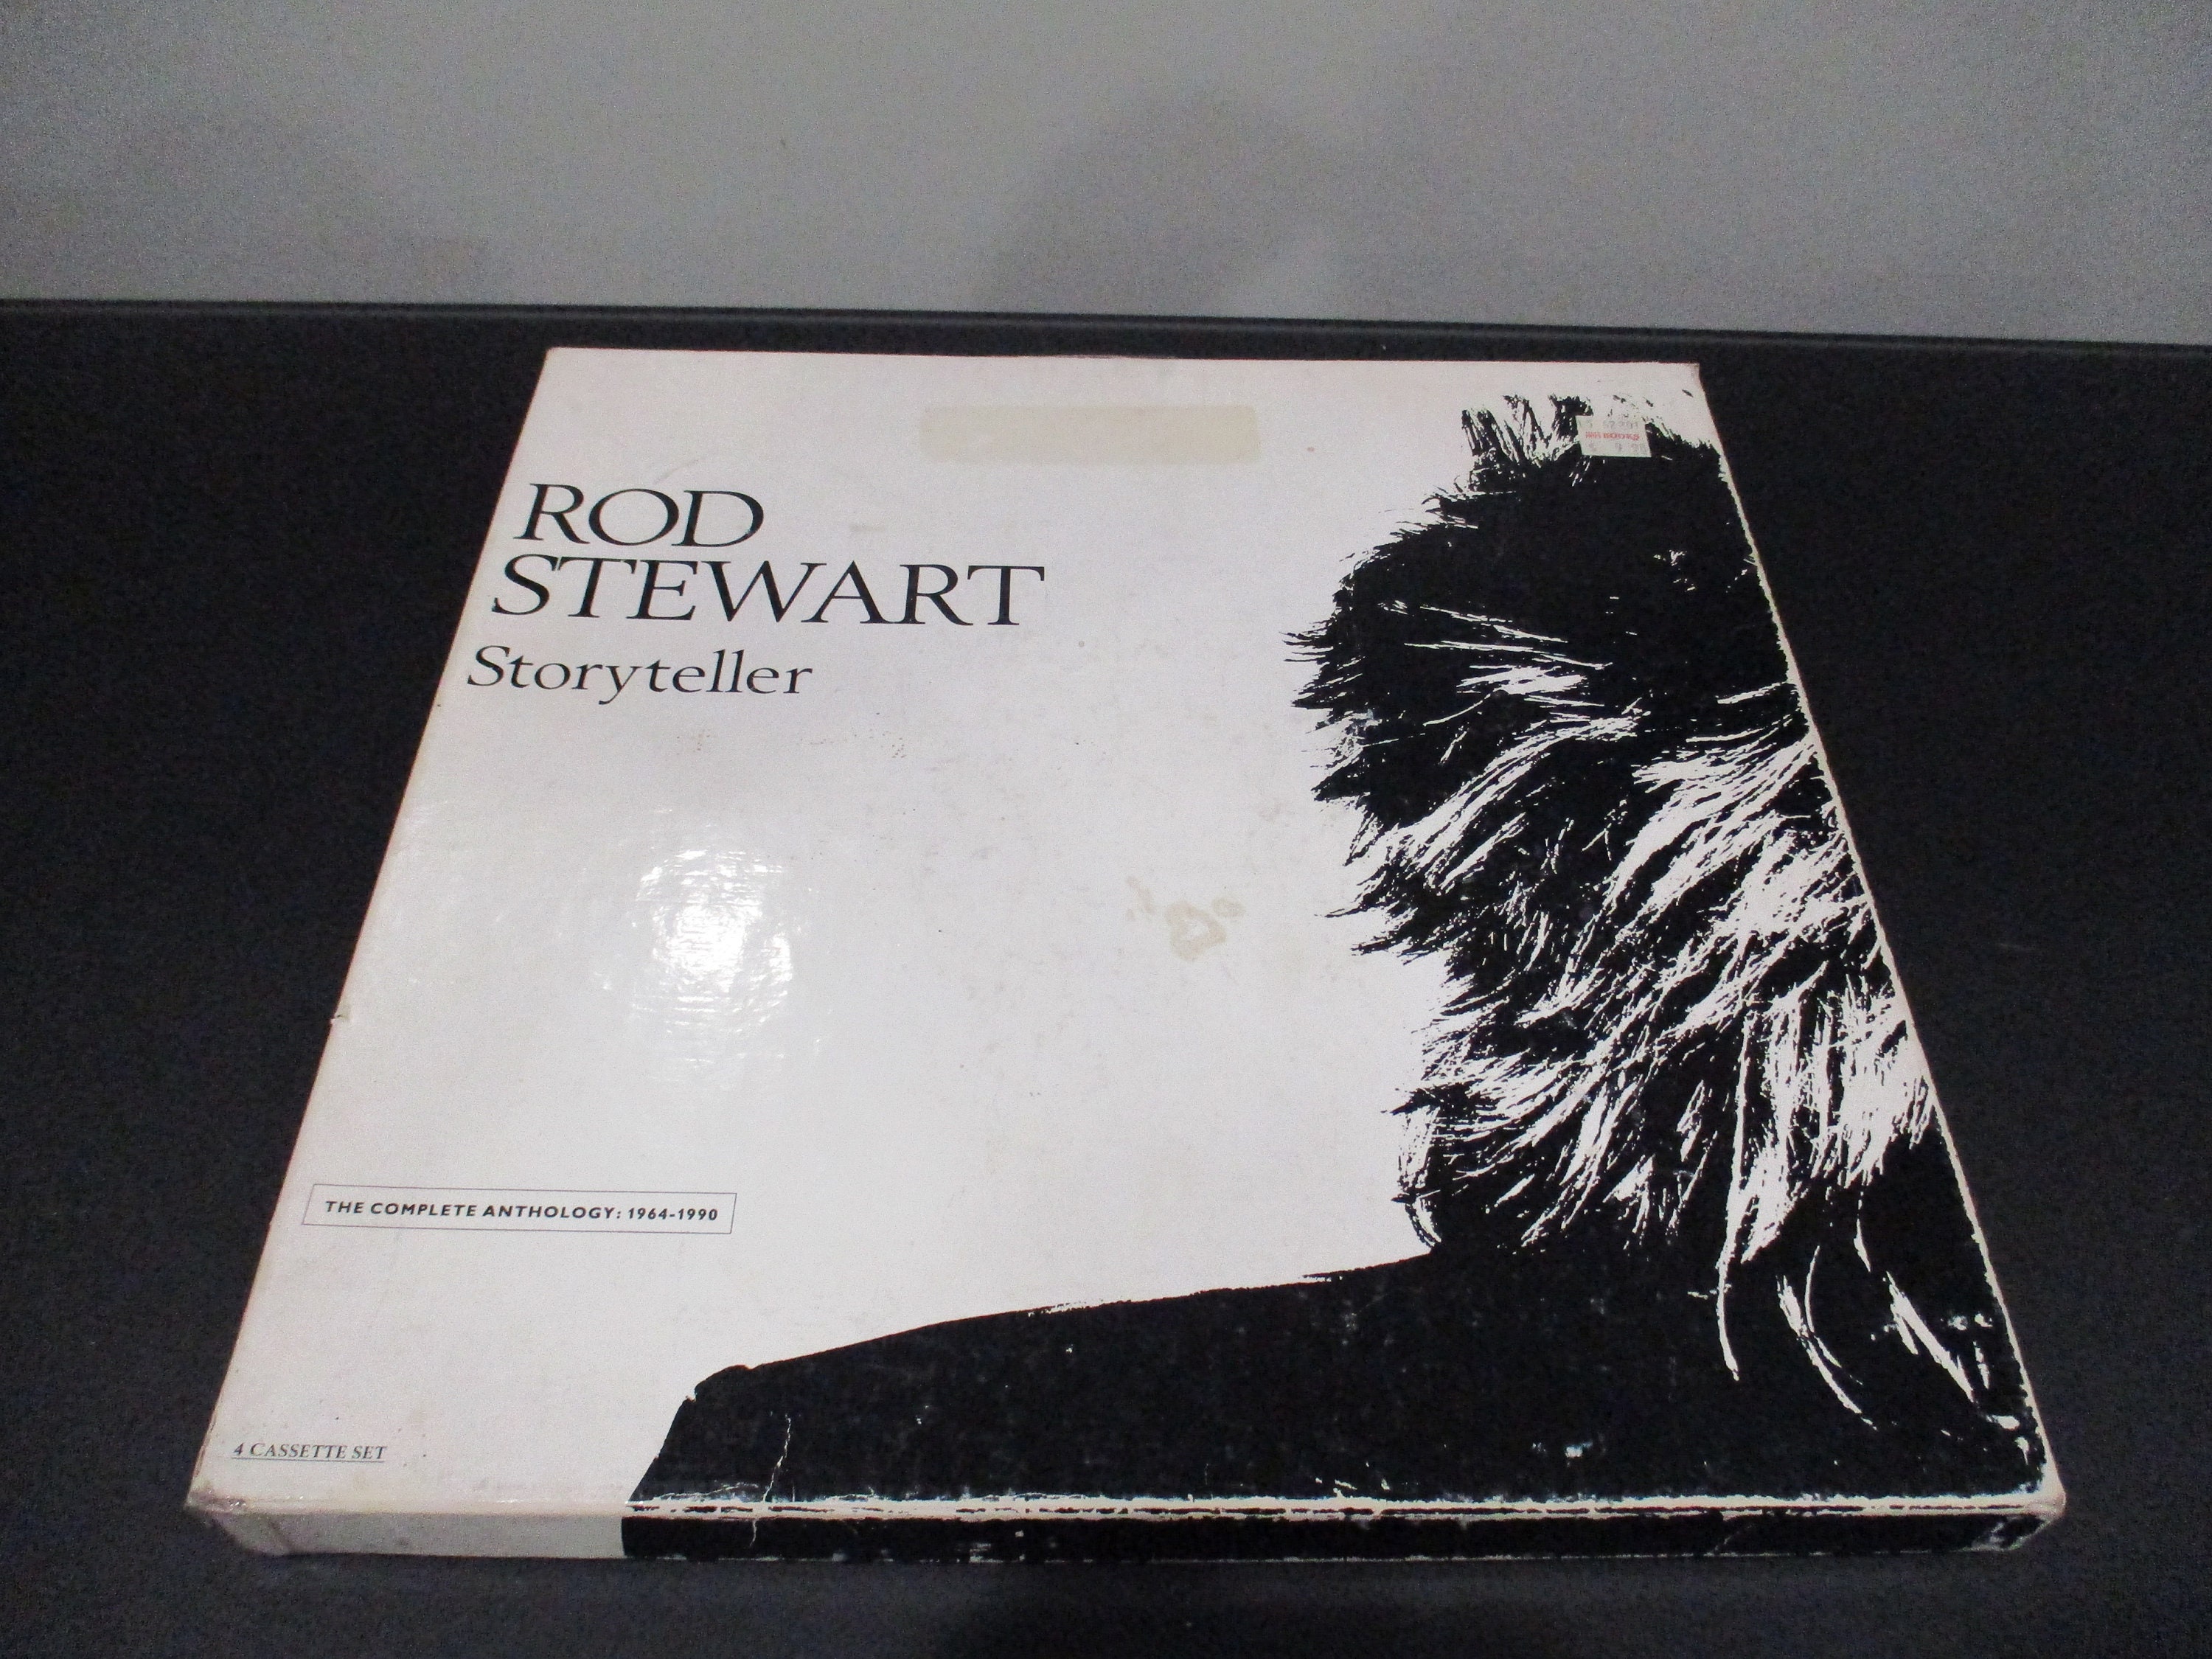 ROD
STEWART
Storyteller
THE COMPLETE ANTHOLOGY: 1964-1990
4 CASSETTE SET